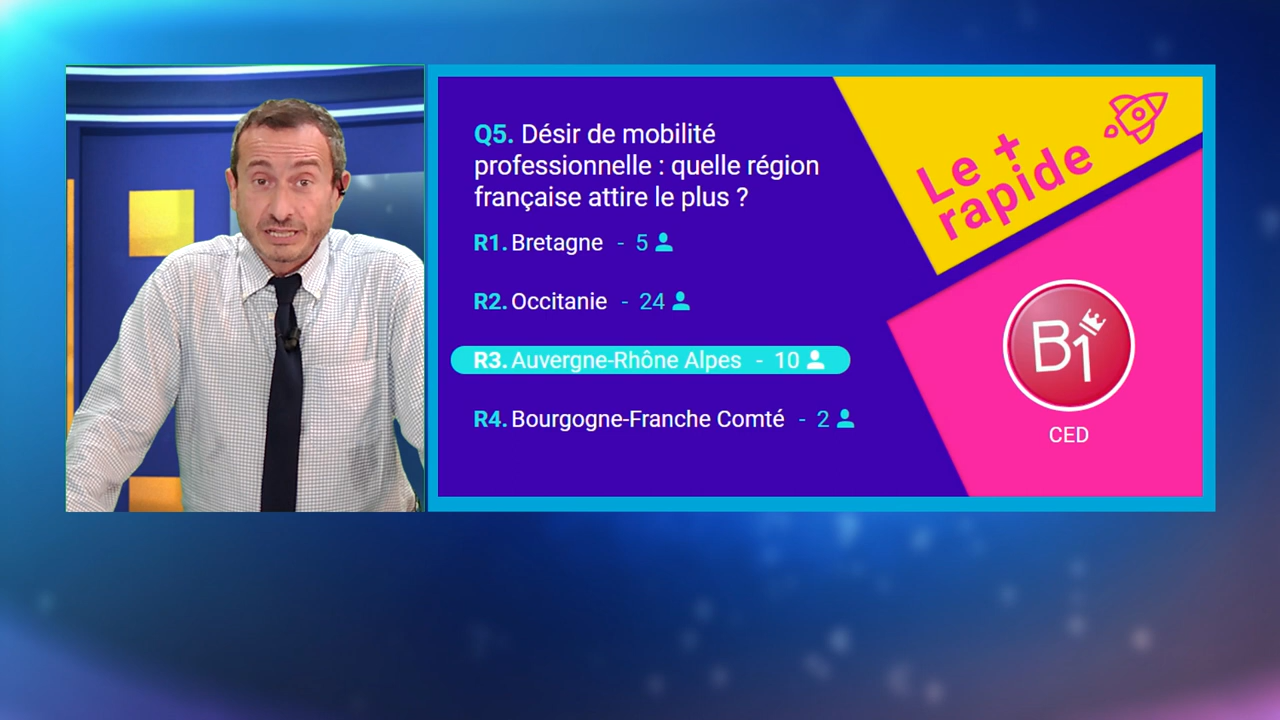 Q5. Désir de mobilité
professionnelle : quelle région
française attire le plus ?
R1. Bretagne - 5
R2. Occitanie - 24
R3. Auvergne-Rhône Alpes - 10
R4. Bourgogne-Franche Comté - 2
Le +
rapide
B1
CED